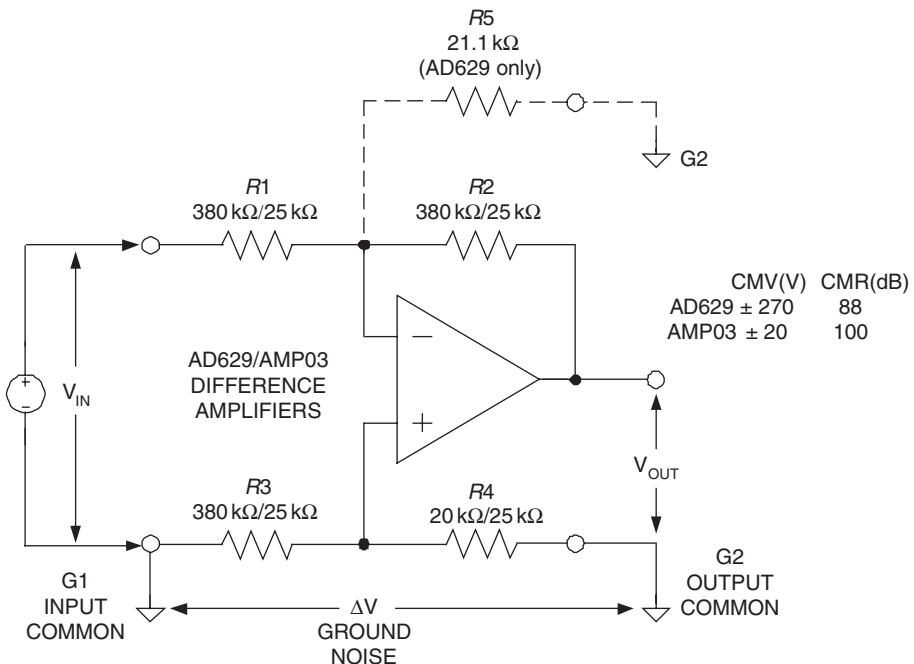 R5
21.1 kΩ
(AD629 only)
G2
R1
380 kΩ/25 kΩ
R2
380 kΩ/25 kΩ
CMV(V) CMR(dB)
AD629 ± 270 88
AMP03 ± 20 100
+
−
V_IN
AD629/AMP03
DIFFERENCE
AMPLIFIERS
−
+
V_OUT
R3
380 kΩ/25 kΩ
R4
20 kΩ/25 kΩ
G1
INPUT
COMMON
ΔV
GROUND
NOISE
G2
OUTPUT
COMMON